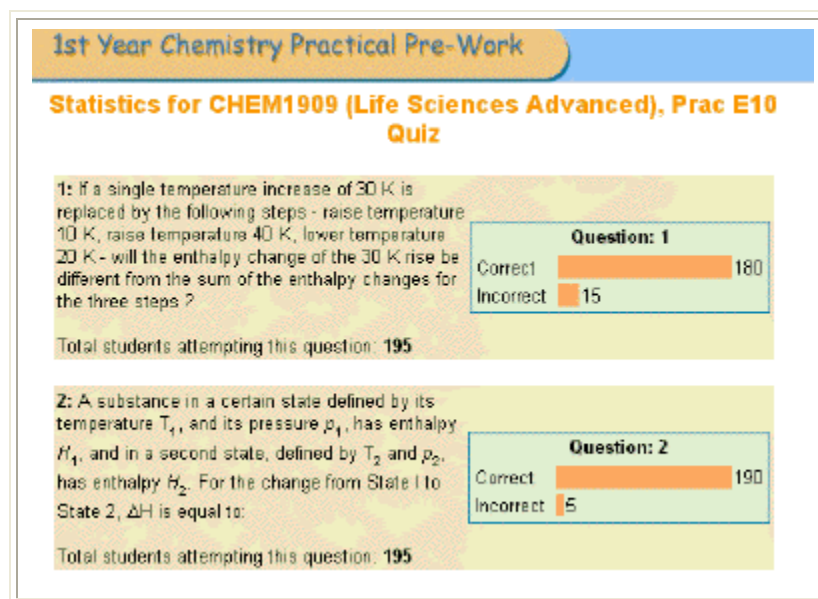 1st Year Chemistry Practical Pre-Work
Statistics for CHEM1909 (Life Sciences Advanced), Prac E10
Quiz
1: If a single temperature increase of 30 K is
replaced by the following steps - raise temperature
10 K, raise temperature 40 K, lower temperature
20 K - will the enthalpy change of the 30 K rise be
different from the sum of the enthalpy changes for
the three steps ?
Total students attempting this question: 195
Question: 1
Correct 180
Incorrect 15
2: A substance in a certain state defined by its
temperature T₁, and its pressure p₁, has enthalpy
H₁, and in a second state, defined by T₂ and p₂,
has enthalpy H₂. For the change from State I to
State 2, ΔH is equal to:
Total students attempting this question: 195
Question: 2
Correct 190
Incorrect 5